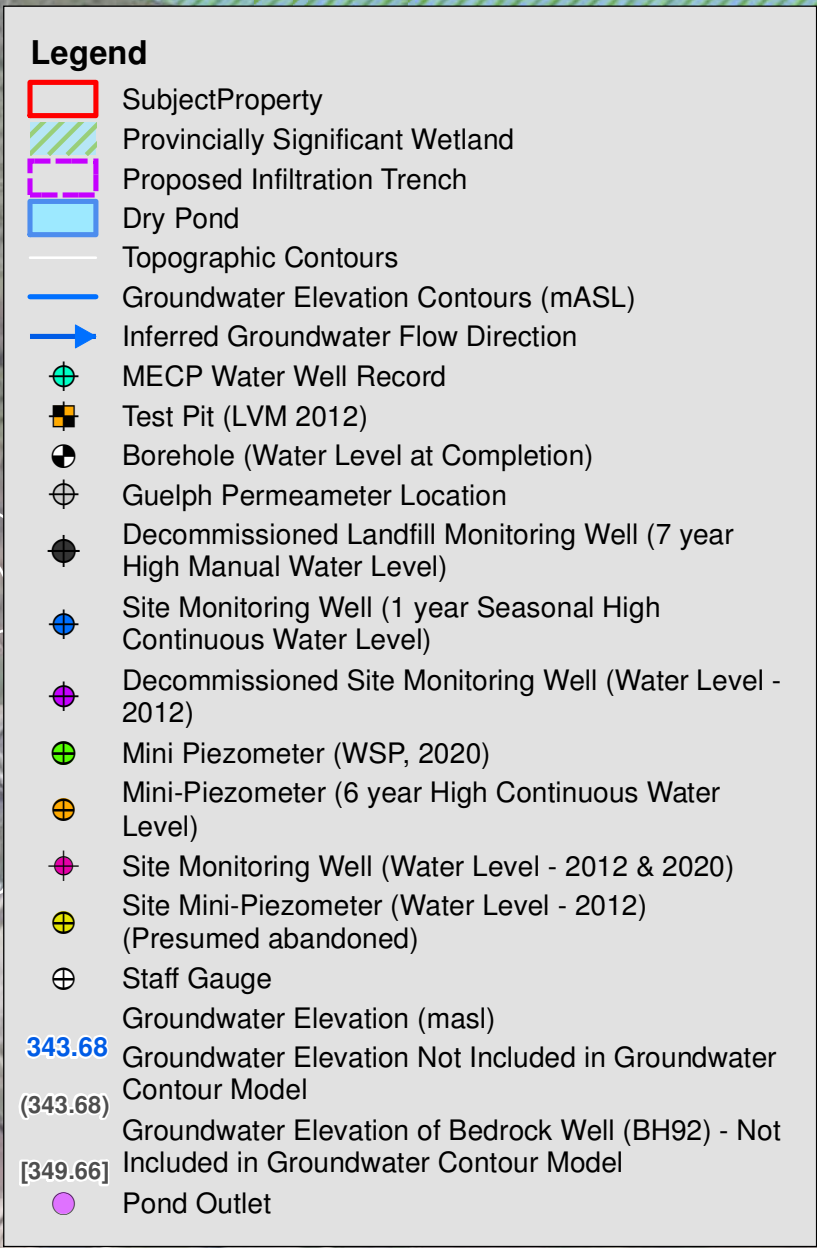 Legend
SubjectProperty
Provincially Significant Wetland
Proposed Infiltration Trench
Dry Pond
Topographic Contours
Groundwater Elevation Contours (mASL)
Inferred Groundwater Flow Direction
MECP Water Well Record
Test Pit (LVM 2012)
Borehole (Water Level at Completion)
Guelph Permeameter Location
Decommissioned Landfill Monitoring Well (7 year
High Manual Water Level)
Site Monitoring Well (1 year Seasonal High
Continuous Water Level)
Decommissioned Site Monitoring Well (Water Level -
2012)
Mini Piezometer (WSP, 2020)
Mini-Piezometer (6 year High Continuous Water
Level)
Site Monitoring Well (Water Level - 2012 & 2020)
Site Mini-Piezometer (Water Level - 2012)
(Presumed abandoned)
Staff Gauge
Groundwater Elevation (masl)
343.68
Groundwater Elevation Not Included in Groundwater
Contour Model
(343.68)
Groundwater Elevation of Bedrock Well (BH92) - Not
Included in Groundwater Contour Model
[349.66]
Pond Outlet